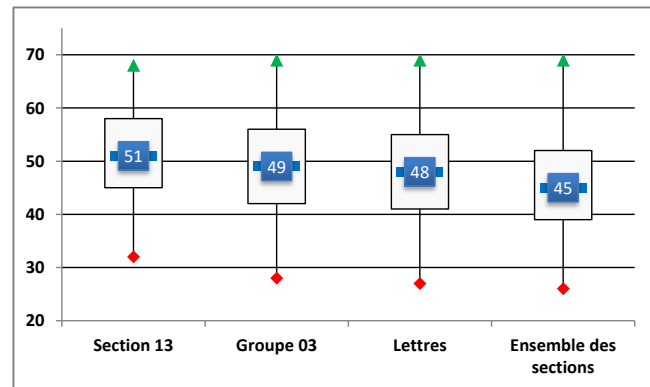 70
60
50
40
30
20
51
49
48
45
Section 13
Groupe 03
Lettres
Ensemble des
sections